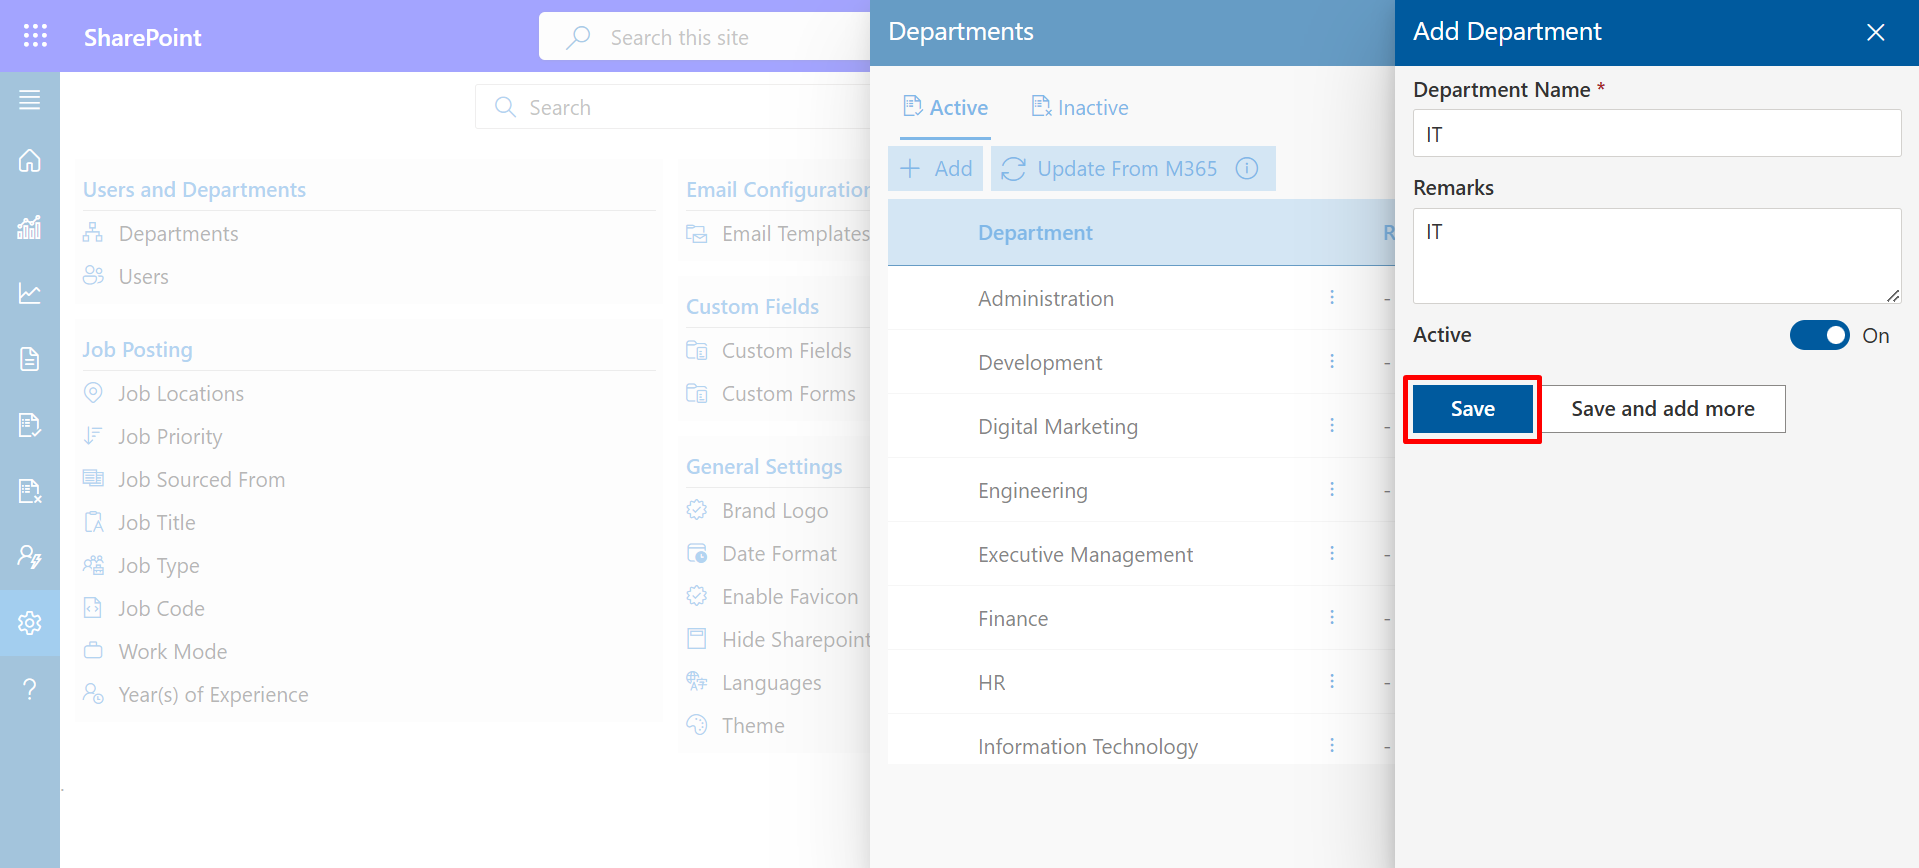 SharePoint
Search this site
Search
Users and Departments
Departments
Users
Job Posting
Job Locations
Job Priority
Job Sourced From
Job Title
Job Type
Job Code
Work Mode
Year(s) of Experience
Email Configuration
Email Templates
Custom Fields
Custom Fields
Custom Forms
General Settings
Brand Logo
Date Format
Enable Favicon
Hide Sharepoint
Languages
Theme
Departments
Active Inactive
Add Update From M365
Department R
Administration -
Development -
Digital Marketing -
Engineering -
Executive Management -
Finance -
HR -
Information Technology -
Add Department
Department Name *
IT
Remarks
IT
Active On
Save Save and add more